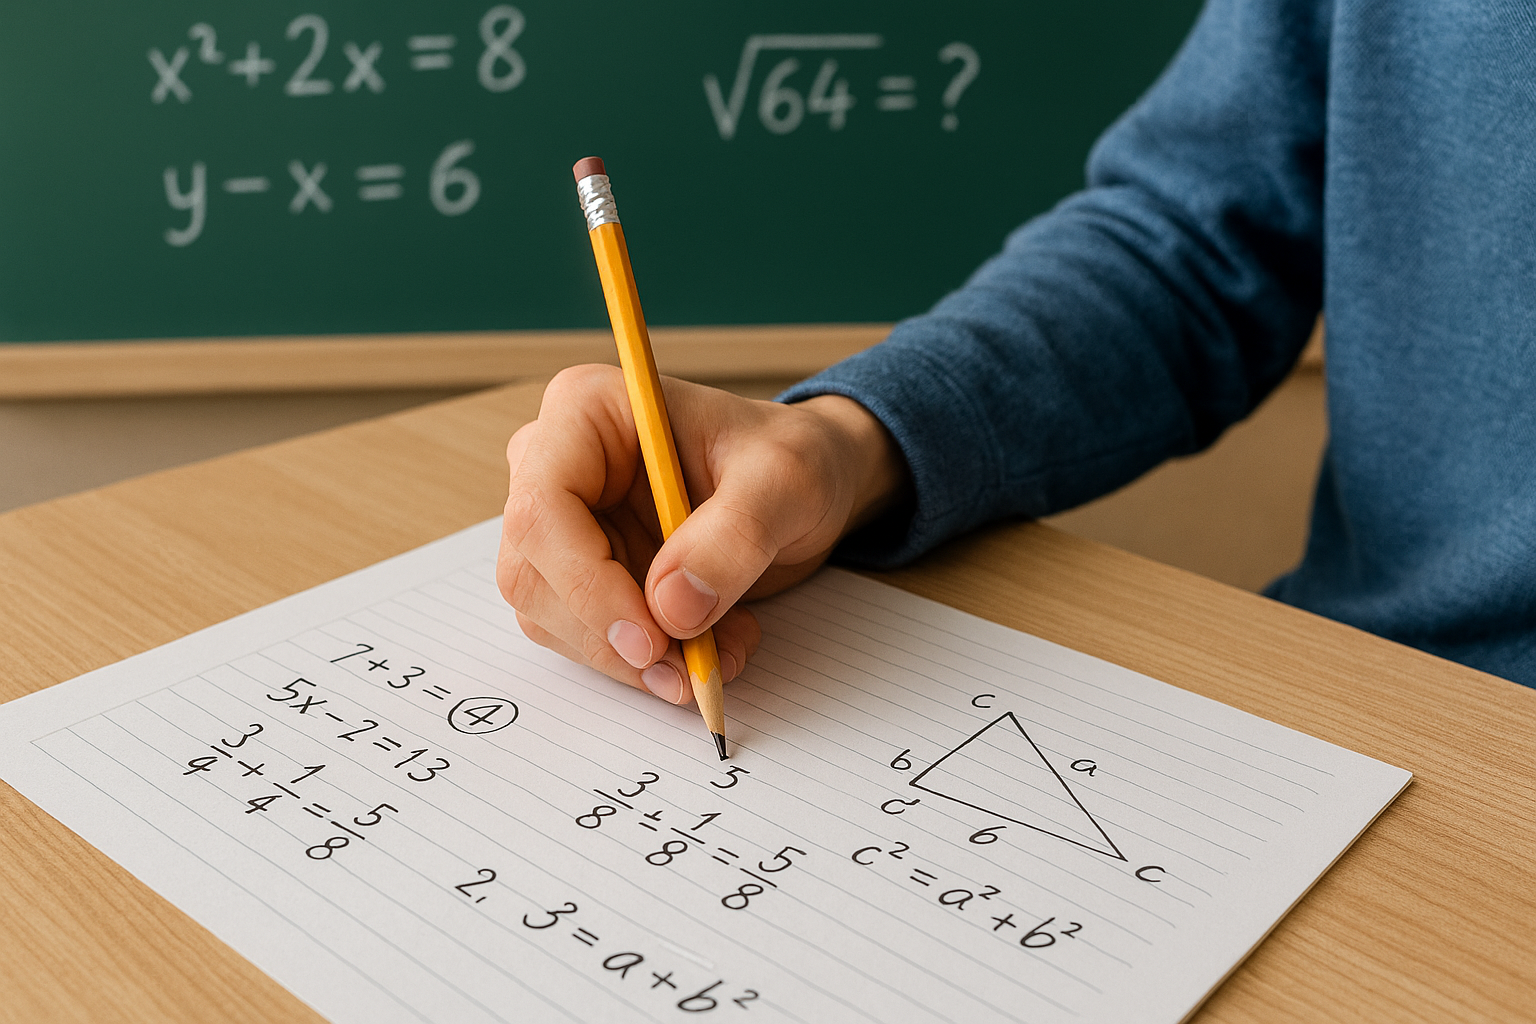 x²+2x=8
y-x=6
√64=?
7+3=④
5x-2=13
3/4+1/4=5/8
5
3/8±1/8=5/8
2. 3=a+b²
c
b
a
c
6
c
c²=a²+b²